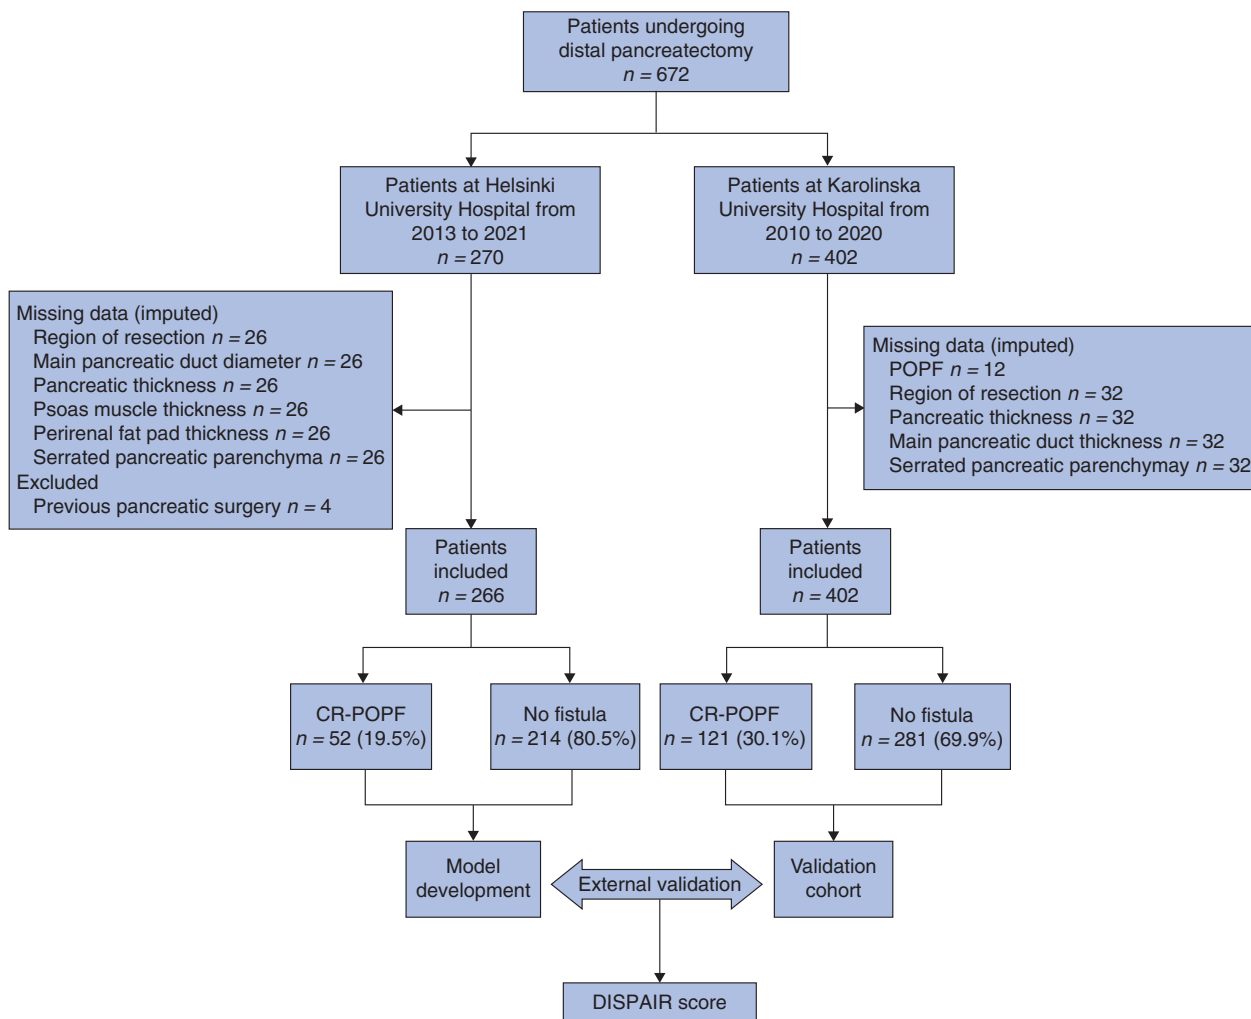 Patients undergoing
distal pancreatectomy
n = 672
Patients at Helsinki
University Hospital from
2013 to 2021
n = 270
Patients at Karolinska
University Hospital from
2010 to 2020
n = 402
Missing data (imputed)
Region of resection n = 26
Main pancreatic duct diameter n = 26
Pancreatic thickness n = 26
Psoas muscle thickness n = 26
Perirenal fat pad thickness n = 26
Serrated pancreatic parenchyma n = 26
Excluded
Previous pancreatic surgery n = 4
Missing data (imputed)
POPF n = 12
Region of resection n = 32
Pancreatic thickness n = 32
Main pancreatic duct thickness n = 32
Serrated pancreatic parenchymay n = 32
Patients
included
n = 266
Patients
included
n = 402
CR-POPF
n = 52 (19.5%)
No fistula
n = 214 (80.5%)
CR-POPF
n = 121 (30.1%)
No fistula
n = 281 (69.9%)
Model
development
External validation
Validation
cohort
DISPAIR score